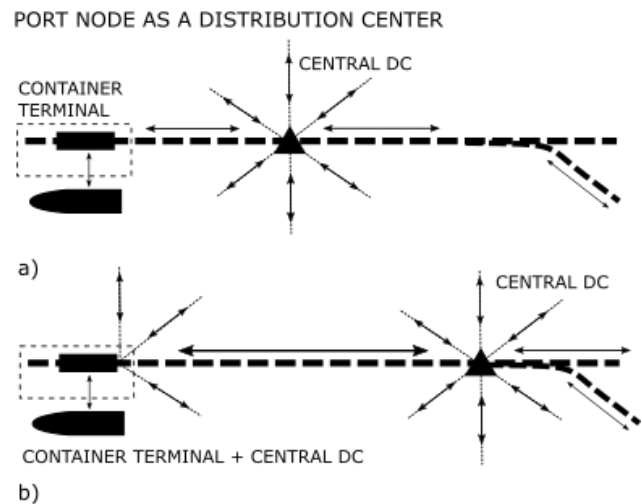 PORT NODE AS A DISTRIBUTION CENTER
CENTRAL DC
CONTAINER
TERMINAL
a)
CENTRAL DC
CONTAINER TERMINAL + CENTRAL DC
b)